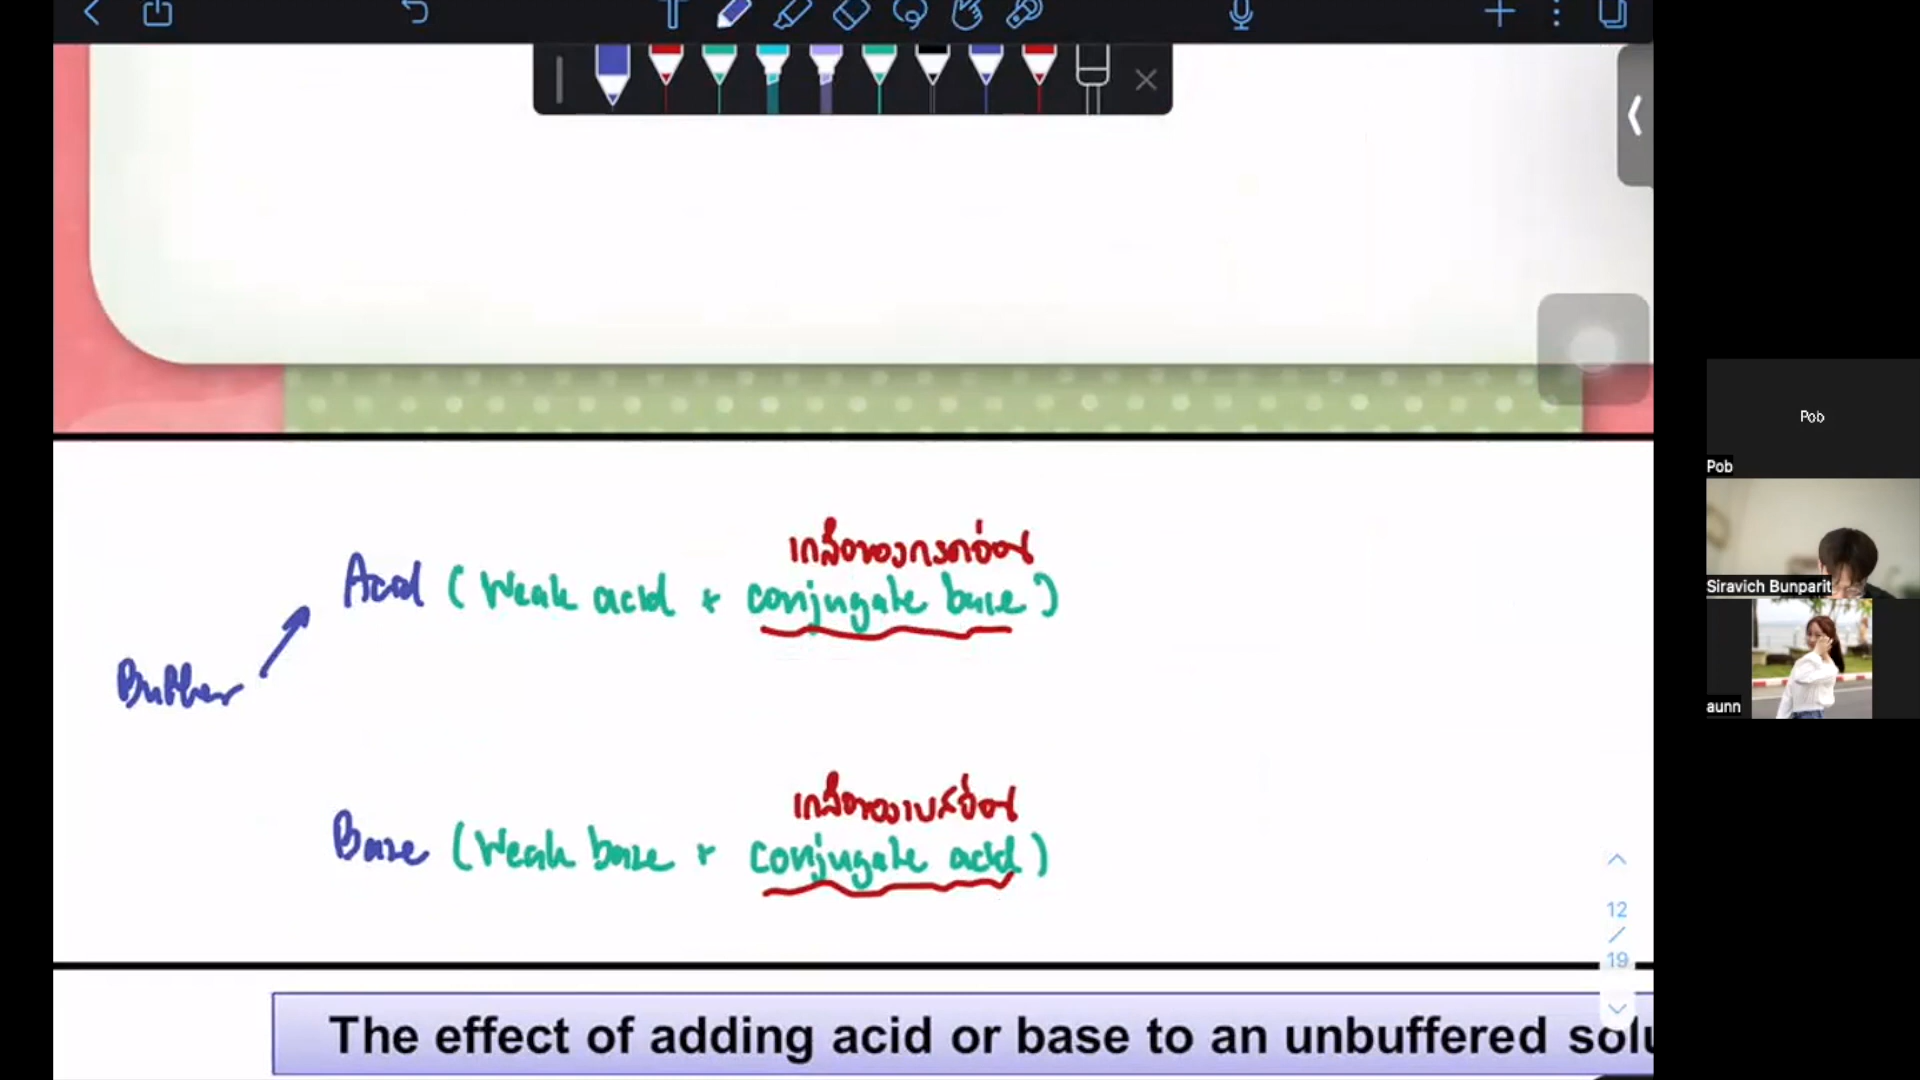 เกลือของกรดอ่อน
Acid (Weak acid + conjugate base)
Buffer
เกลือของเบสอ่อน
Base (Weak base + conjugate acid)
The effect of adding acid or base to an unbuffered solu
12
/
19
Pob
Pob
Siravich Bunparit
aunn